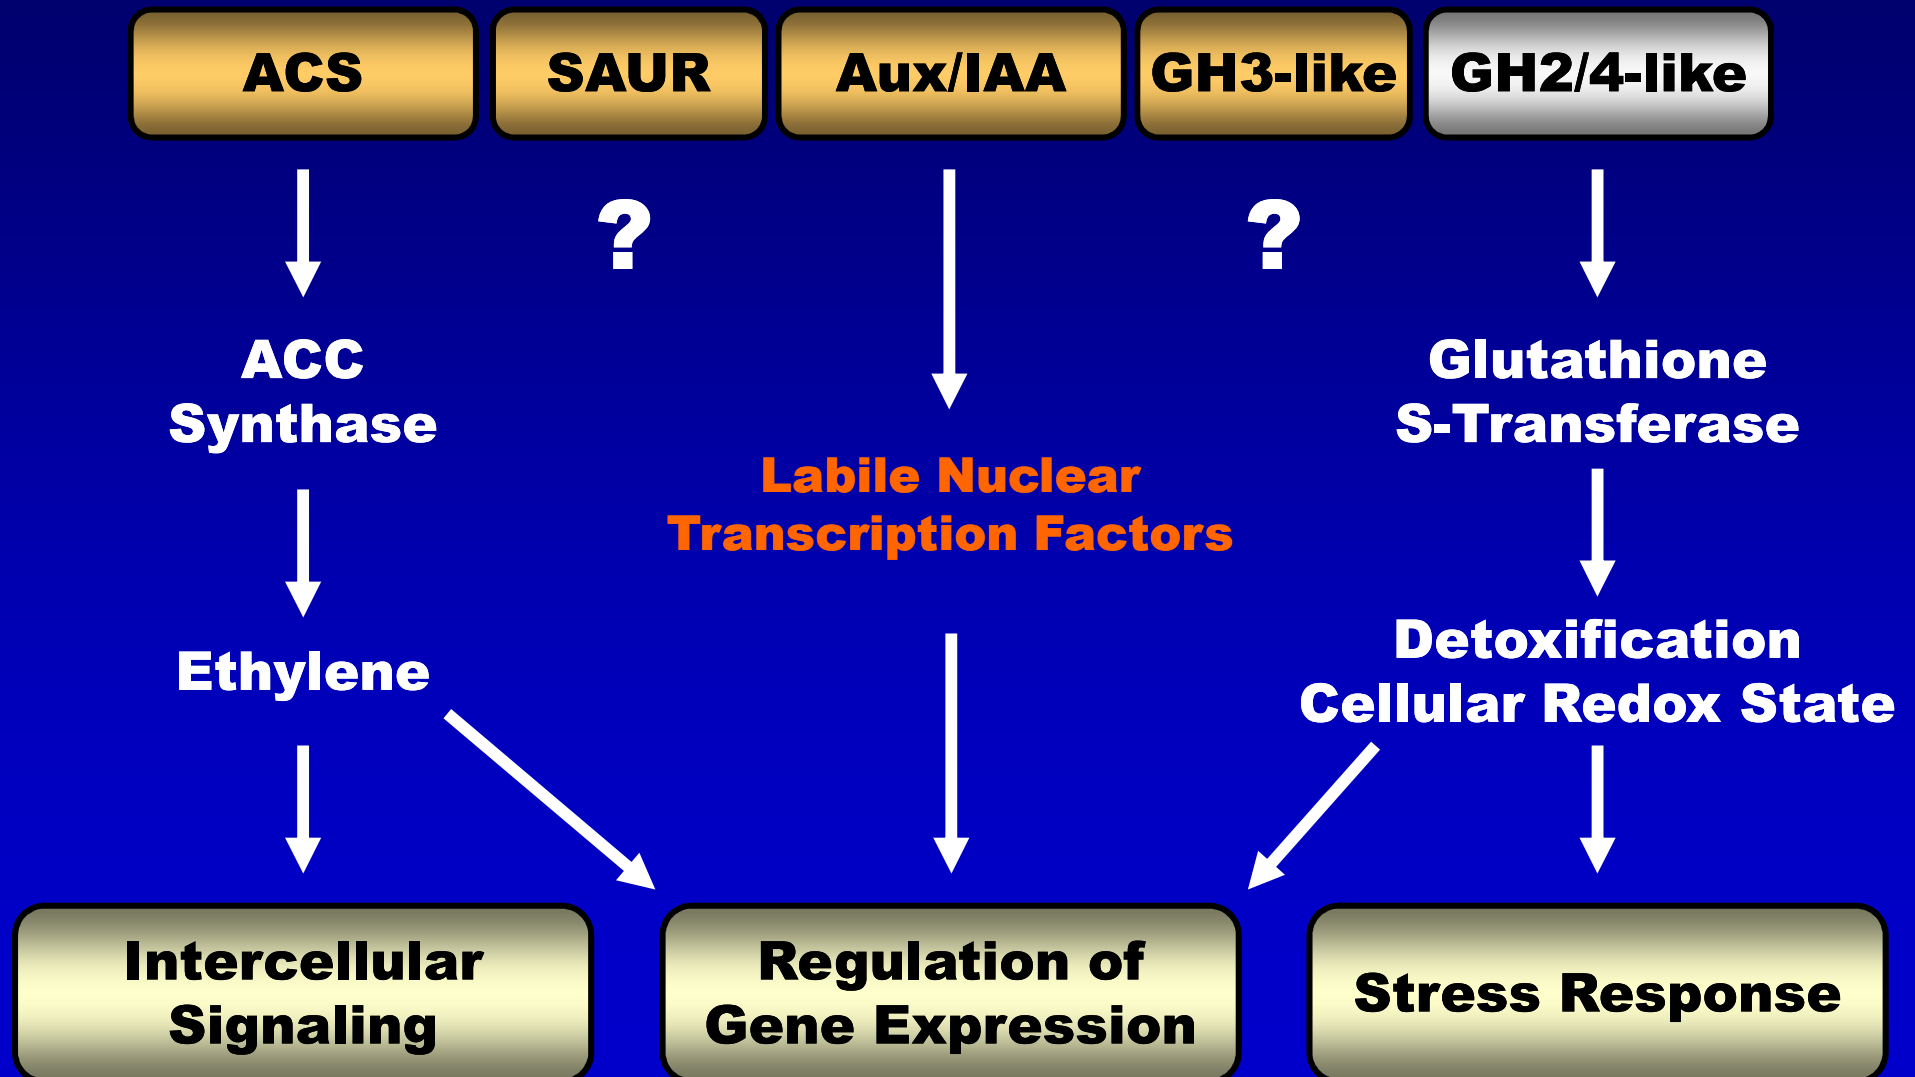 ACS
SAUR
Aux/IAA
GH3-like
GH2/4-like
?
?
ACC
Synthase
Glutathione
S-Transferase
Labile Nuclear
Transcription Factors
Ethylene
Detoxification
Cellular Redox State
Intercellular
Signaling
Regulation of
Gene Expression
Stress Response